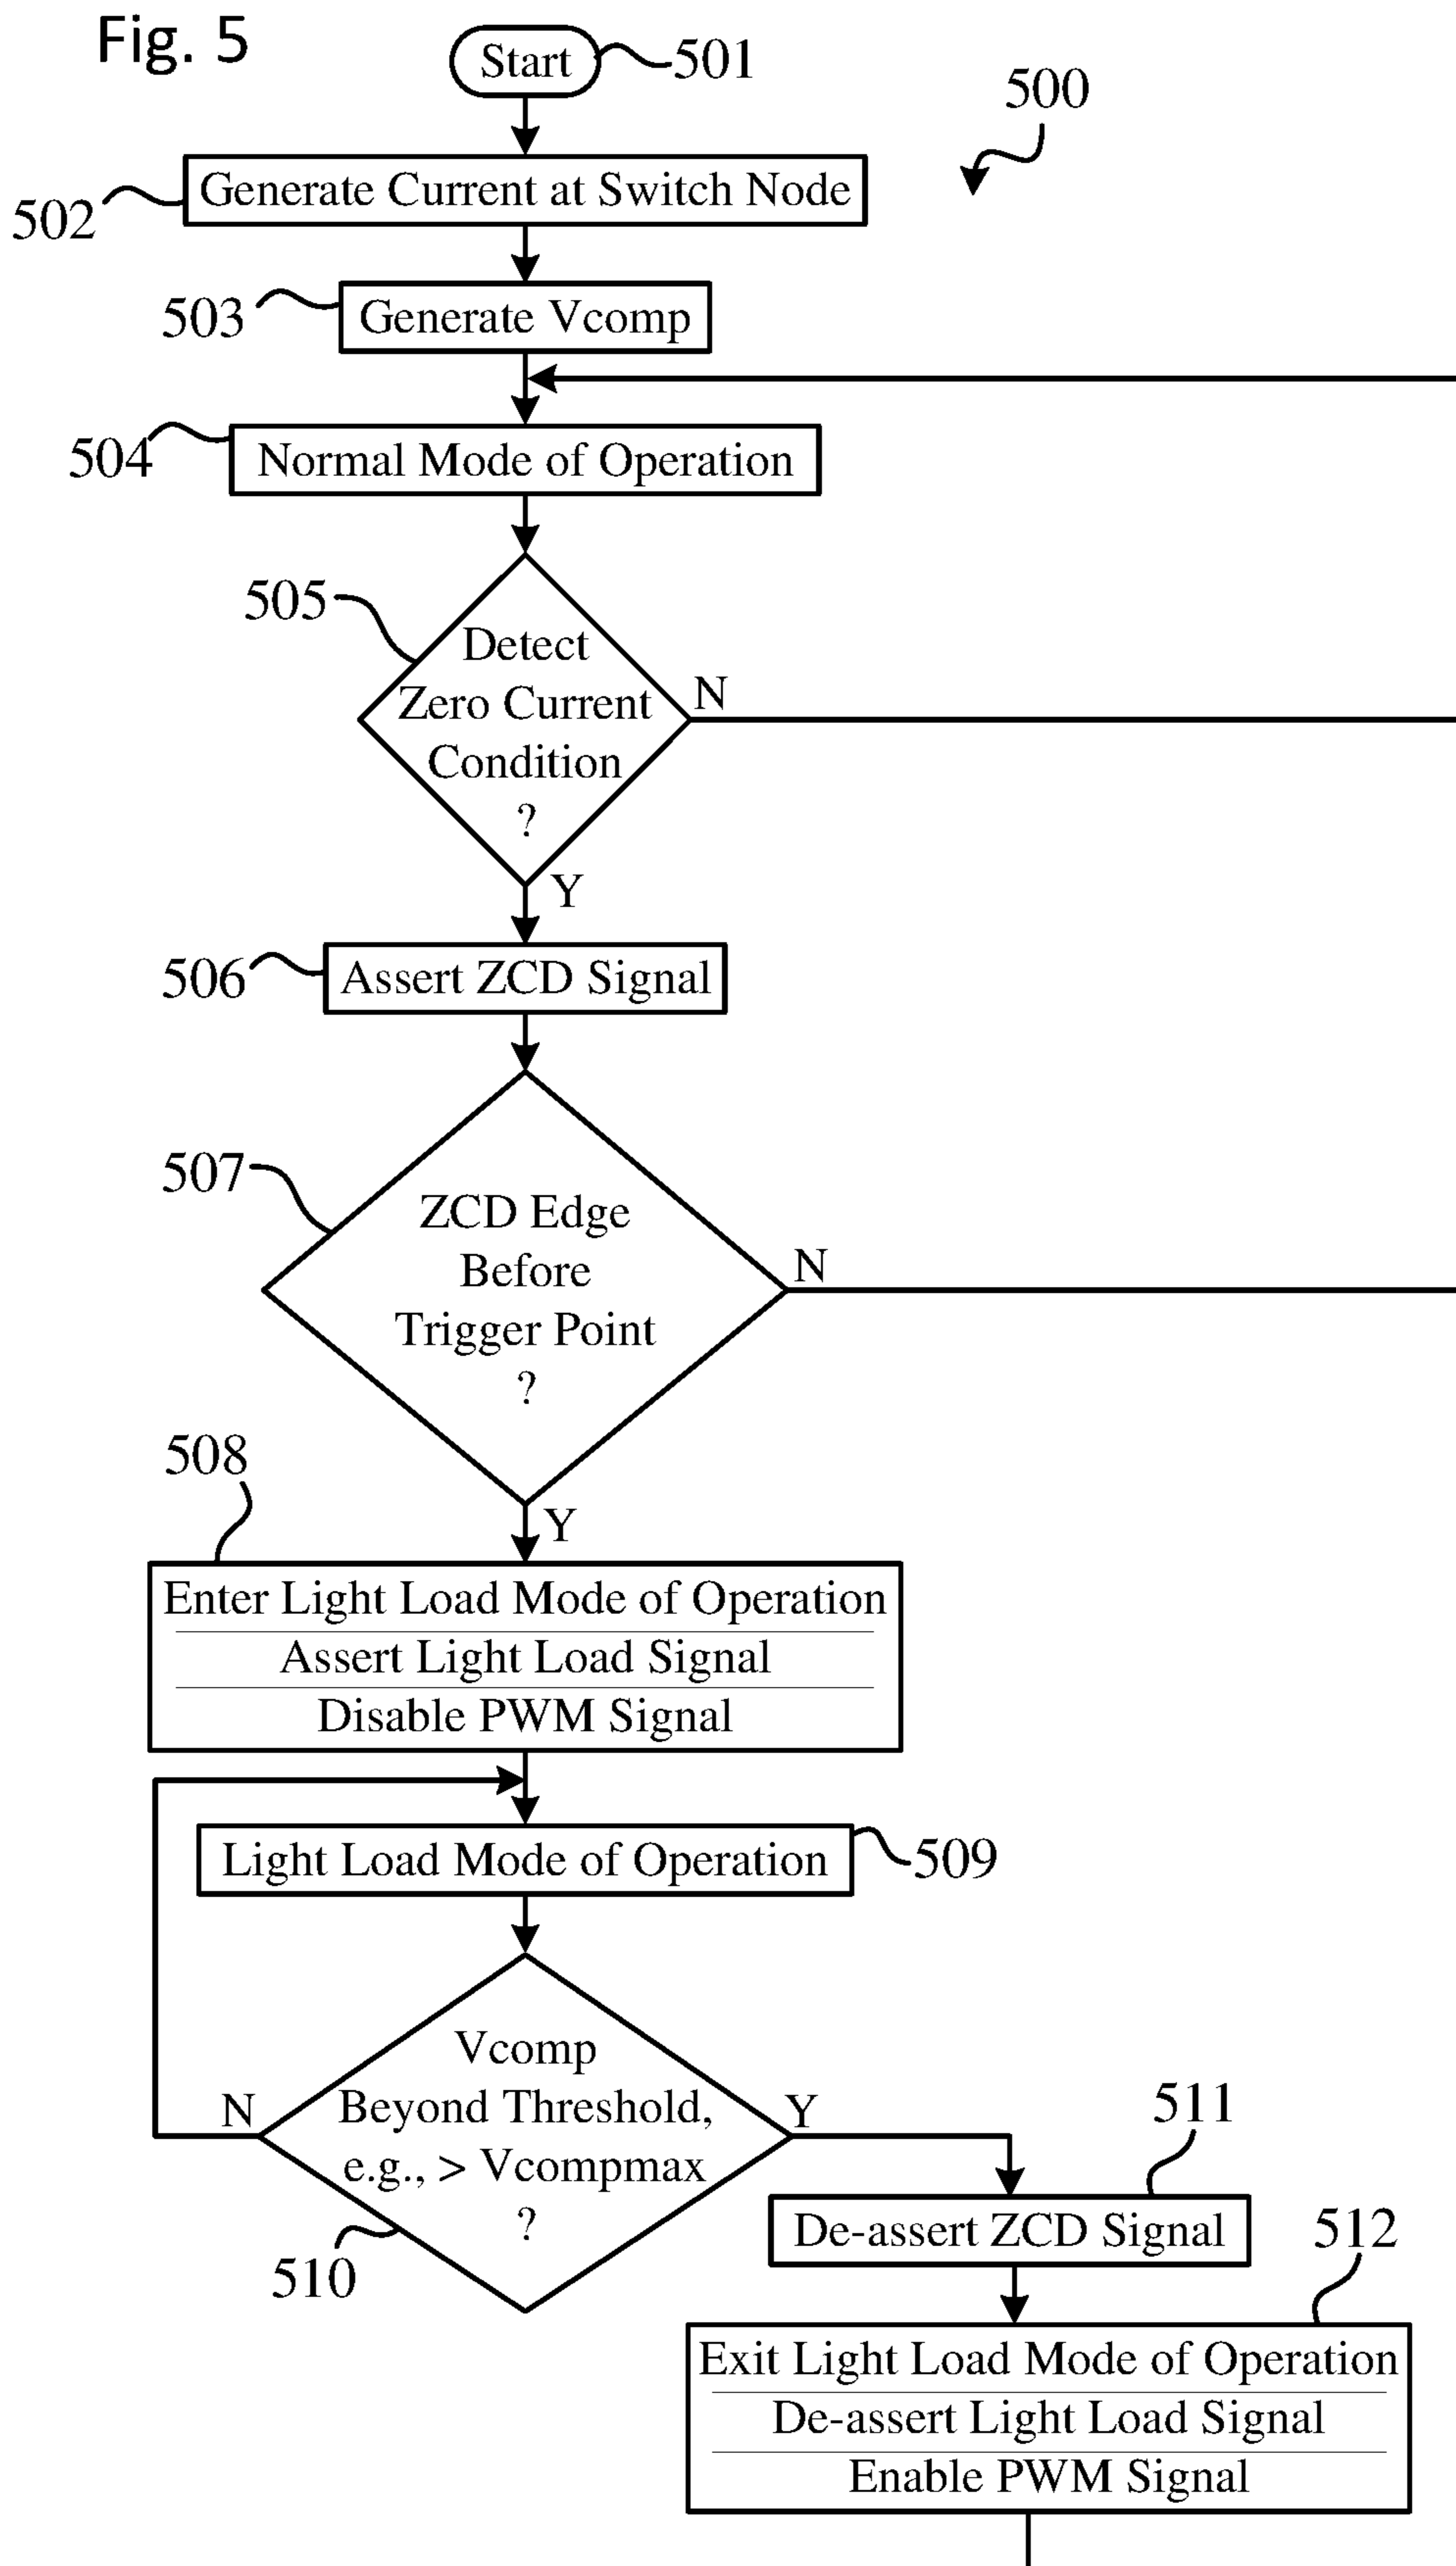 Fig. 5
Start
501
500
Generate Current at Switch Node
502
Generate Vcomp
503
504
Normal Mode of Operation
505
Detect
Zero Current
Condition
?
N
Y
506
Assert ZCD Signal
507
ZCD Edge
Before
Trigger Point
?
N
Y
508
Enter Light Load Mode of Operation
Assert Light Load Signal
Disable PWM Signal
Light Load Mode of Operation
509
Vcomp
Beyond Threshold,
e.g., > Vcompmax
?
N
Y
510
511
De-assert ZCD Signal
512
Exit Light Load Mode of Operation
De-assert Light Load Signal
Enable PWM Signal